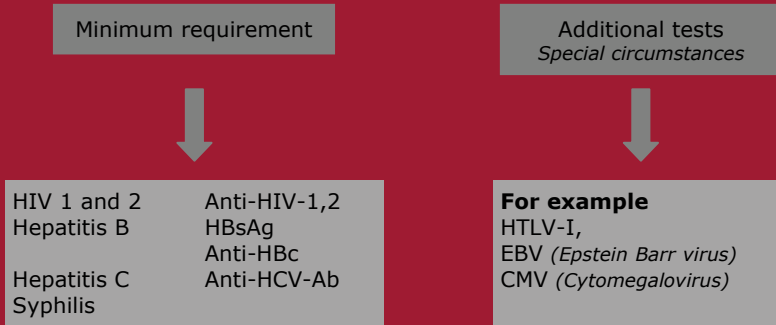 Minimum requirement
Additional tests
Special circumstances
HIV 1 and 2 Anti-HIV-1,2
Hepatitis B HBsAg
Anti-HBc
Hepatitis C Anti-HCV-Ab
Syphilis
For example
HTLV-I,
EBV (Epstein Barr virus)
CMV (Cytomegalovirus)